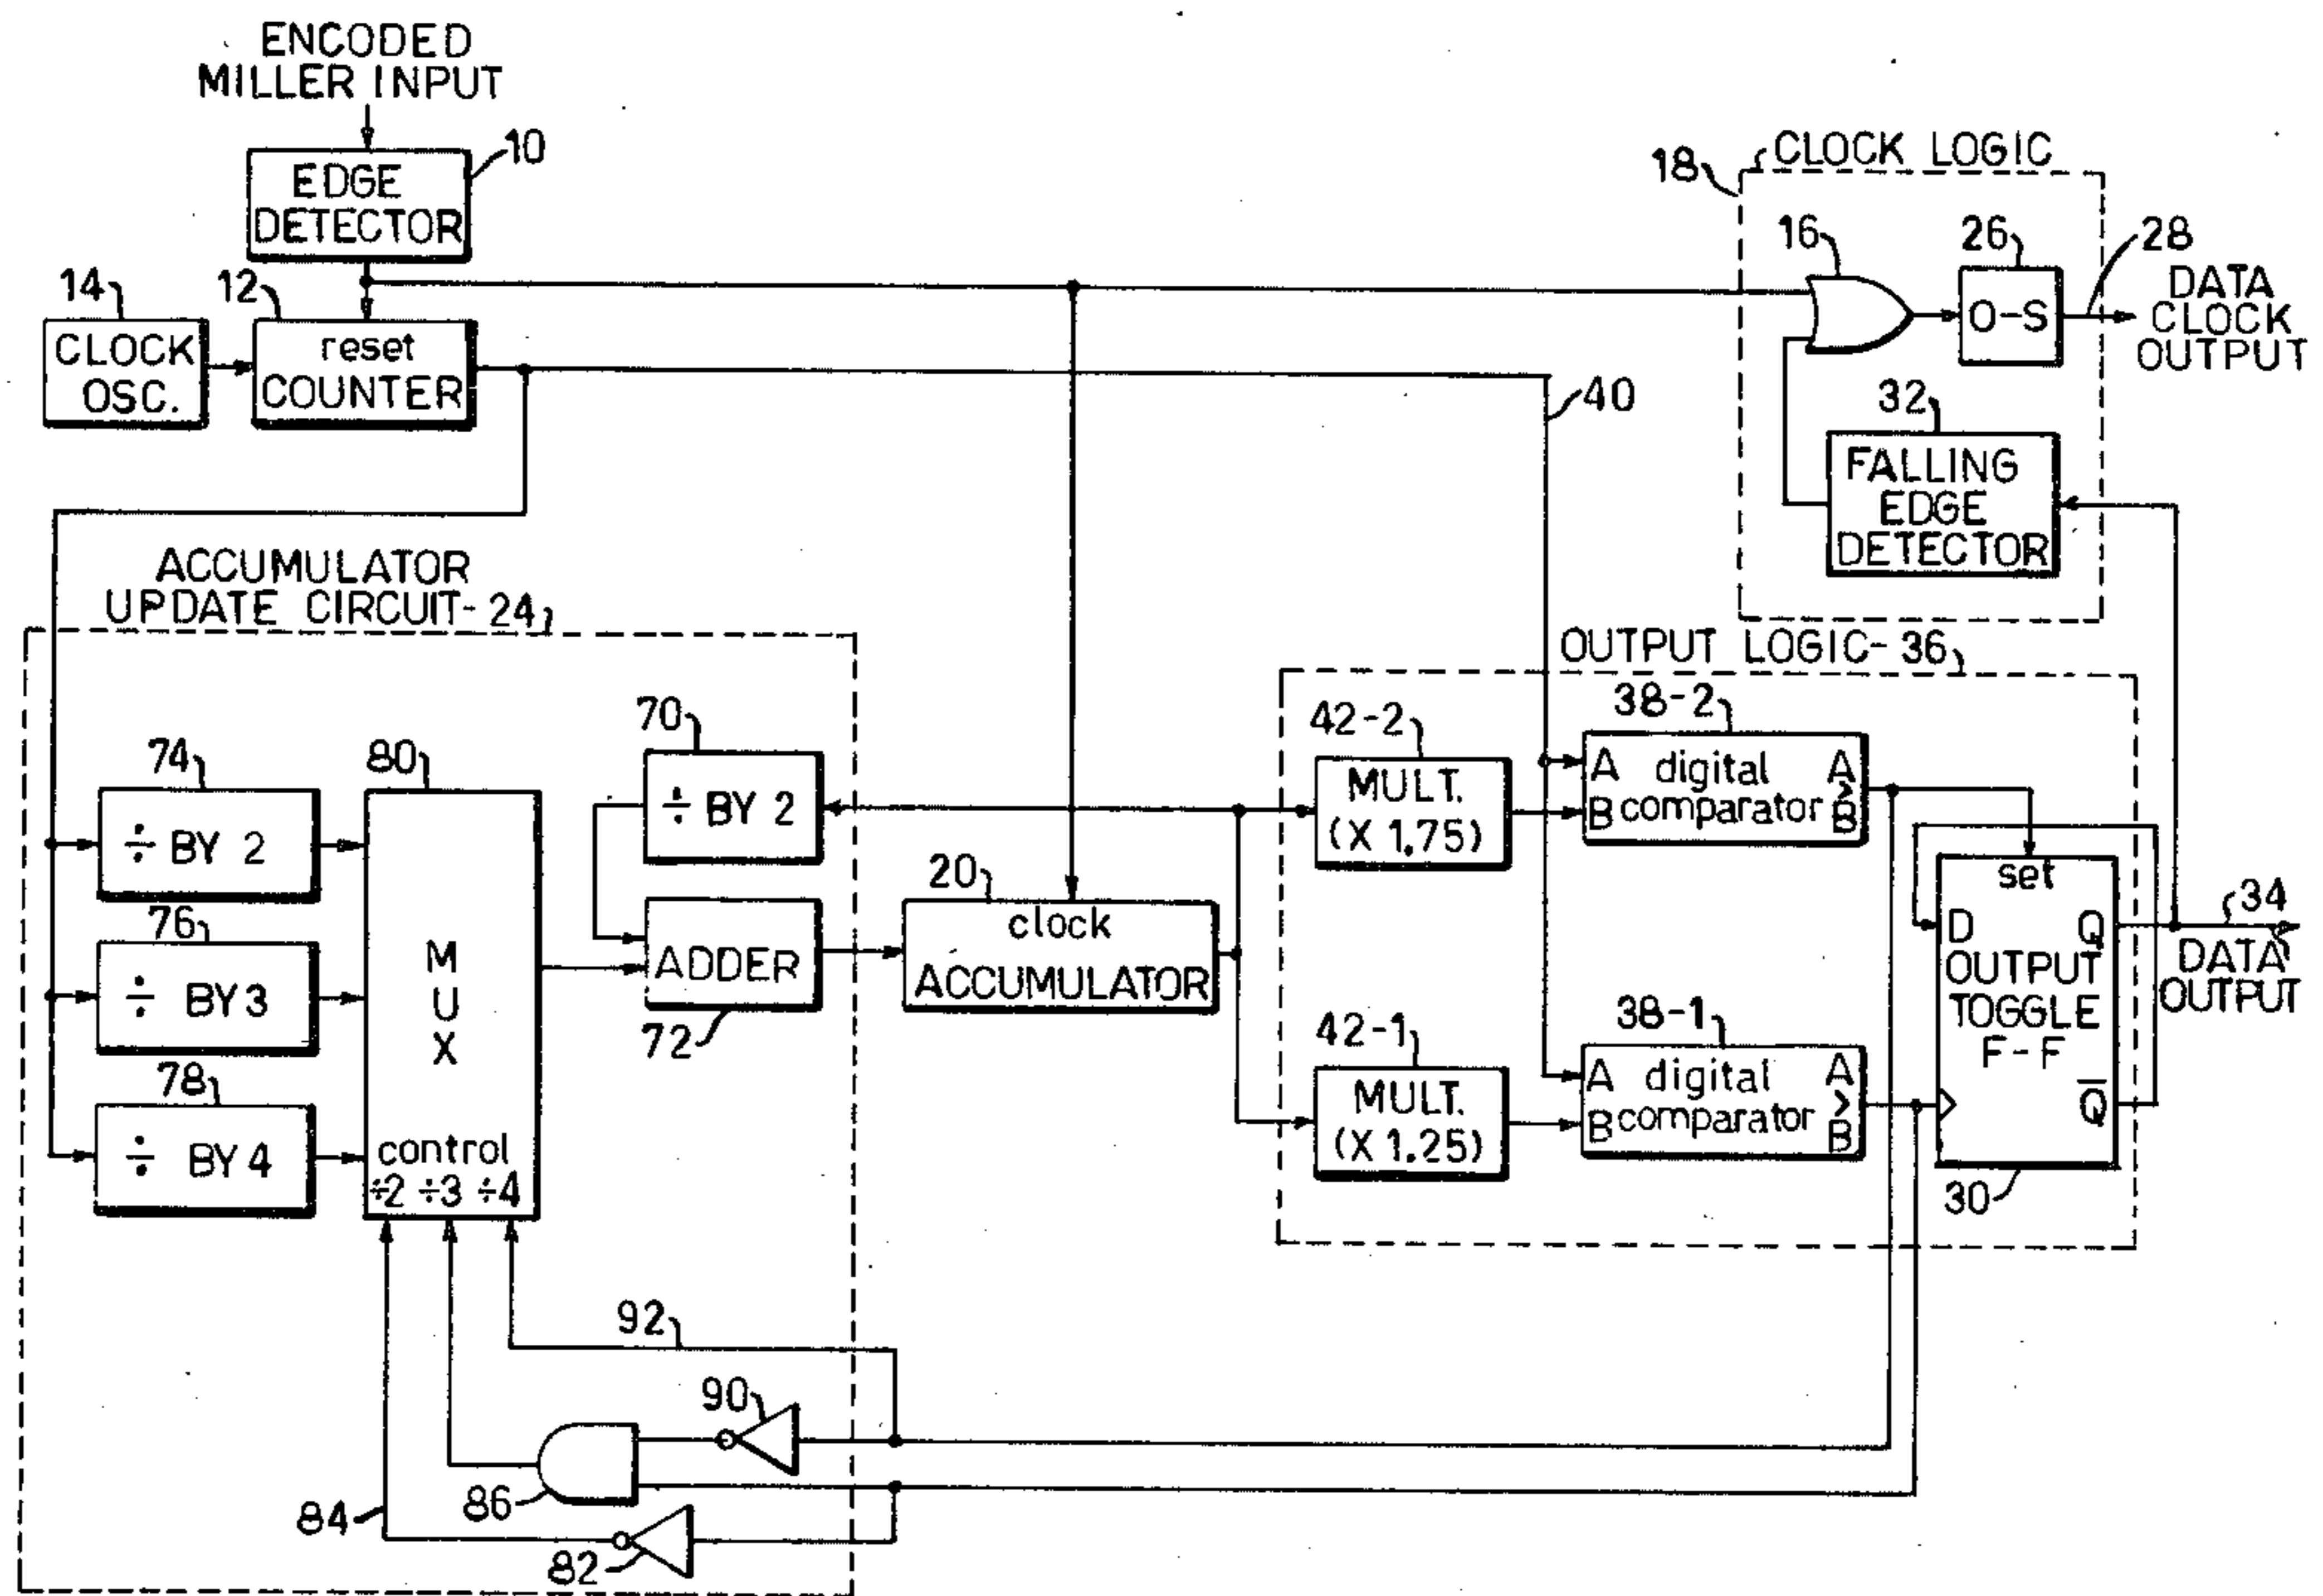 ENCODED
MILLER INPUT
10
EDGE
DETECTOR
14
12
CLOCK
OSC.
reset
COUNTER
18
CLOCK LOGIC
16
26
28
O-S
DATA
CLOCK
OUTPUT
40
32
FALLING
EDGE
DETECTOR
ACCUMULATOR
UPDATE CIRCUIT-24
OUTPUT LOGIC-36
74
÷ BY 2
76
÷ BY 3
78
÷ BY 4
80
M
U
X
control
÷2 ÷3 ÷4
70
÷ BY 2
ADDER
72
20
clock
ACCUMULATOR
42-2
MULT.
(X 1.75)
38-2
A digital A
>
B comparator B
42-1
MULT.
(X 1.25)
38-1
A digital A
>
B comparator B
set
D Q
OUTPUT
TOGGLE
F-F
Q̅
30
34
DATA
OUTPUT
92
90
86
84
82